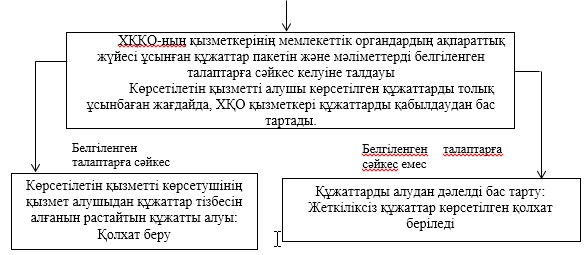 ХҚКО-ның қызметкерінің мемлекеттік органдардың ақпараттық
жүйесі ұсынған құжаттар пакетін және мәліметтерді белгіленген
талаптарға сәйкес келуіне талдауы
Көрсетілетін қызметті алушы көрсетілген құжаттарды толық
ұсынбаған жағдайда, ХҚО қызметкері құжаттарды қабылдаудан бас
тартады.
Белгіленген
талаптарға сәйкес
Белгіленген талаптарға
сәйкес емес
Көрсетілетін қызметті көрсетушінің
қызмет алушыдан құжаттар тізбесін
алғанын растайтын құжатты алуы:
Қолхат беру
Құжаттарды алудан дәлелді бас тарту:
Жеткіліксіз құжаттар көрсетілген қолхат
беріледі